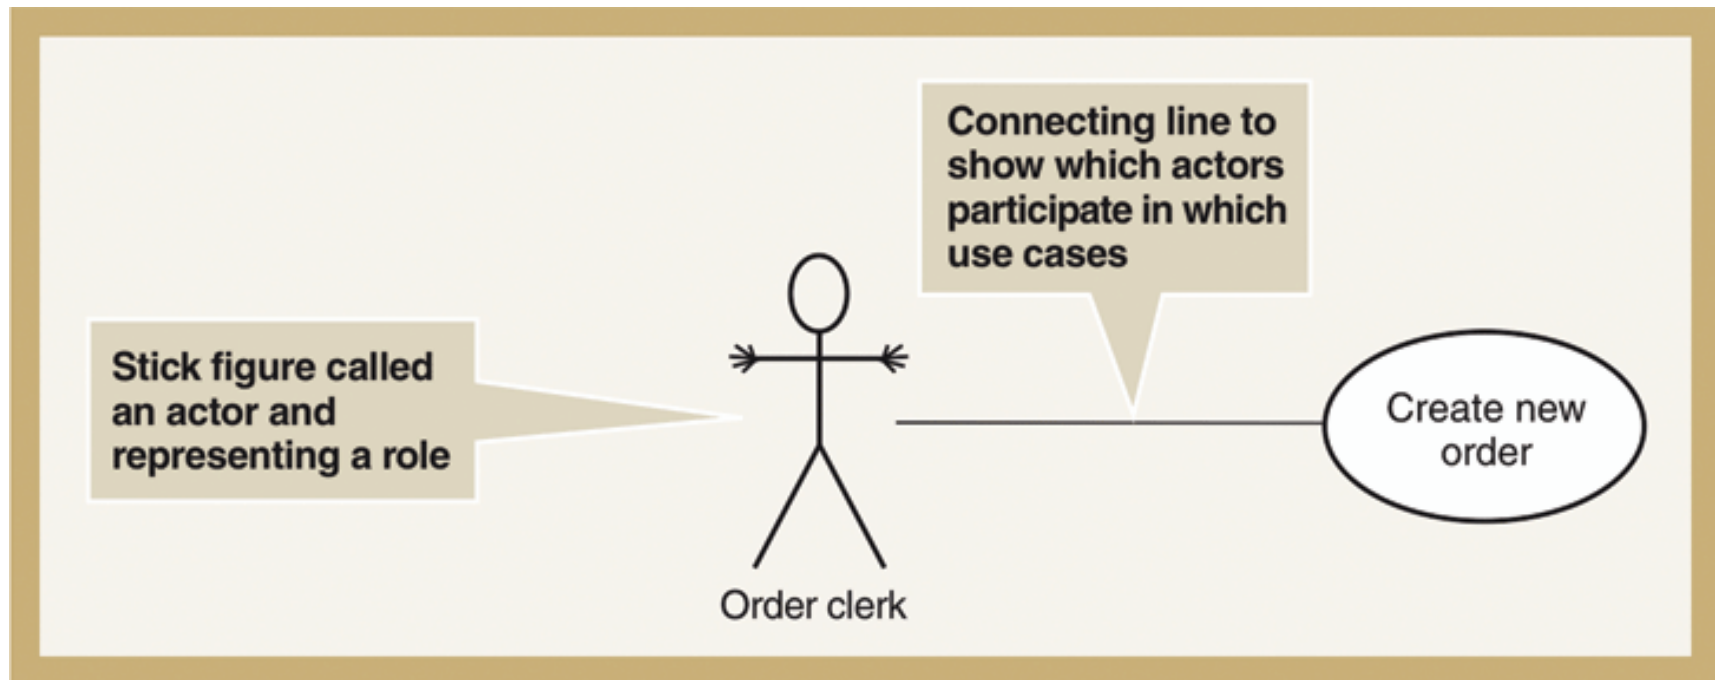 Connecting line to
show which actors
participate in which
use cases
Stick figure called
an actor and
representing a role
Create new
order
Order clerk